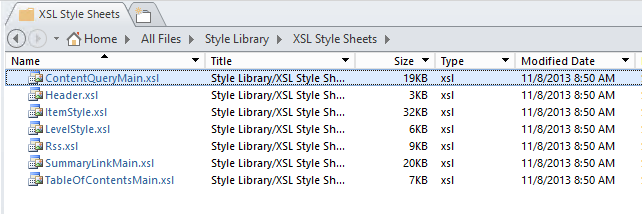 XSL Style Sheets
Home All Files Style Library XSL Style Sheets
Name Title Size Type Modified Date
ContentQueryMain.xsl Style Library/XSL Style Sh... 19KB xsl 11/8/2013 8:50 AM
Header.xsl Style Library/XSL Style Sh... 3KB xsl 11/8/2013 8:50 AM
ItemStyle.xsl Style Library/XSL Style Sh... 32KB xsl 11/8/2013 8:50 AM
LevelStyle.xsl Style Library/XSL Style Sh... 6KB xsl 11/8/2013 8:50 AM
Rss.xsl Style Library/XSL Style Sh... 9KB xsl 11/8/2013 8:50 AM
SummaryLinkMain.xsl Style Library/XSL Style Sh... 20KB xsl 11/8/2013 8:50 AM
TableOfContentsMain.xsl Style Library/XSL Style Sh... 7KB xsl 11/8/2013 8:50 AM